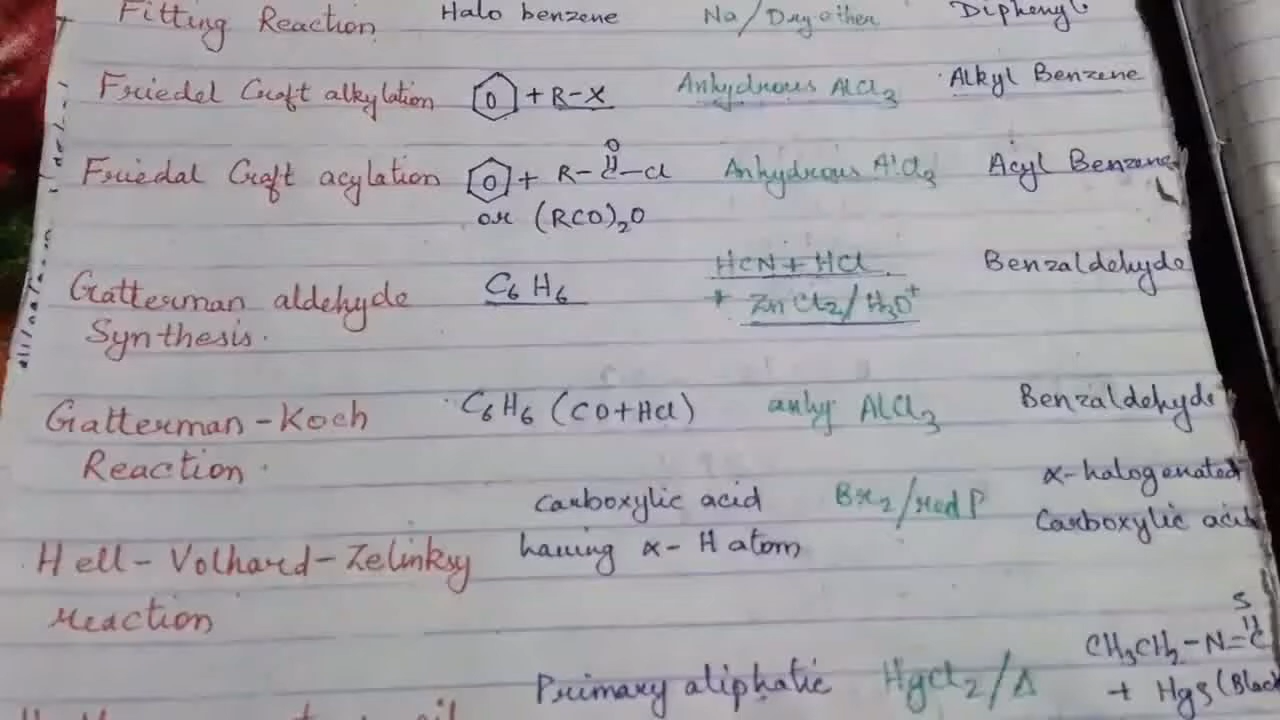 Fitting Reaction Halo benzene Na/Dry ether Diphenyl
Friedel Craft alkylation + R-X Anhydrous AlCl3 Alkyl Benzene
O
Friedal Craft acylation + R-C-Cl Anhydrous AlCl3 Acyl Benzene
or (RCO)2O
Gatterman aldehyde C6H6 HCN + HCl Benzaldehyde
Synthesis. + ZnCl2/H3O+
Gatterman-Koch C6H6 (CO+HCl) anhy AlCl3 Benzaldehyde
Reaction.
carboxylic acid Br2/red P α-halogenated
Hell-Volhard-Zelinksy having α-H atom Carboxylic acid
reaction
S
Primary aliphatic HgCl2/Δ CH3CH2-N=C
+ HgS (Black